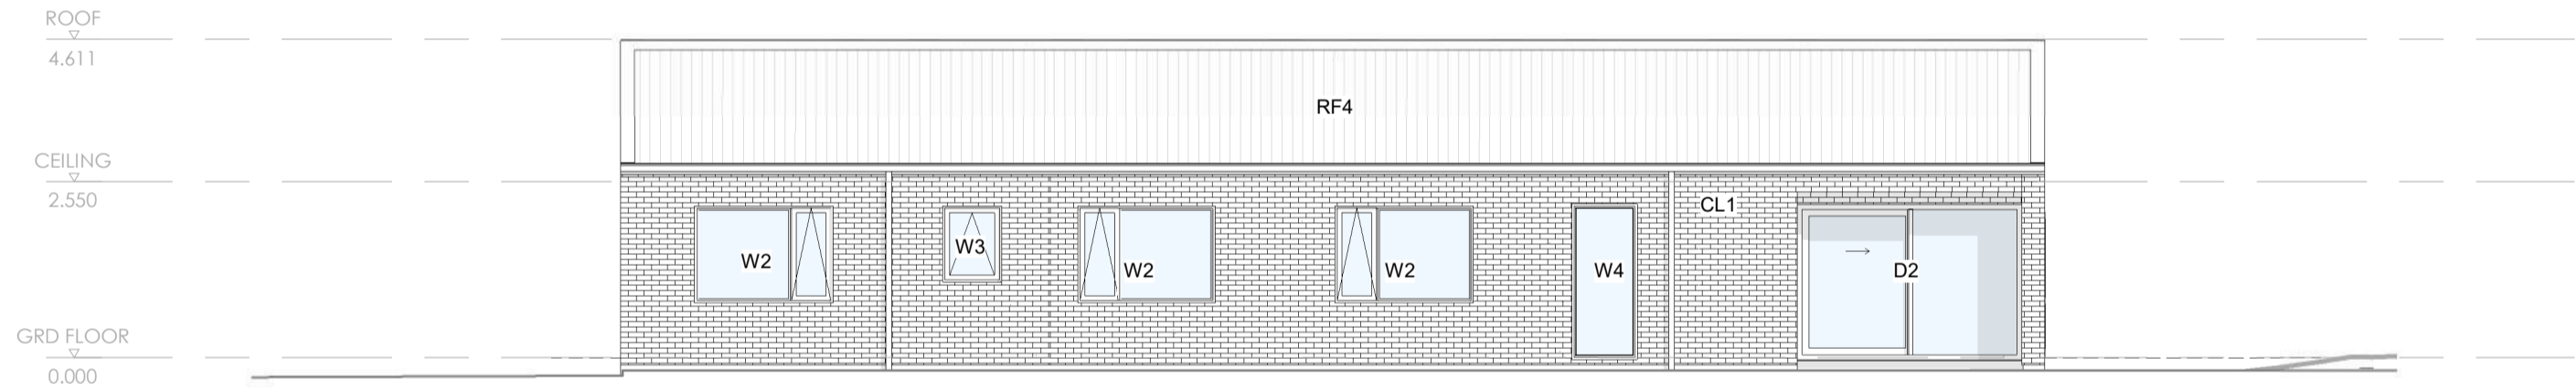 ROOF
4.611
RF4
CEILING
2.550
CL1
W2
W3
W2
W2
W4
D2
GRD FLOOR
0.000